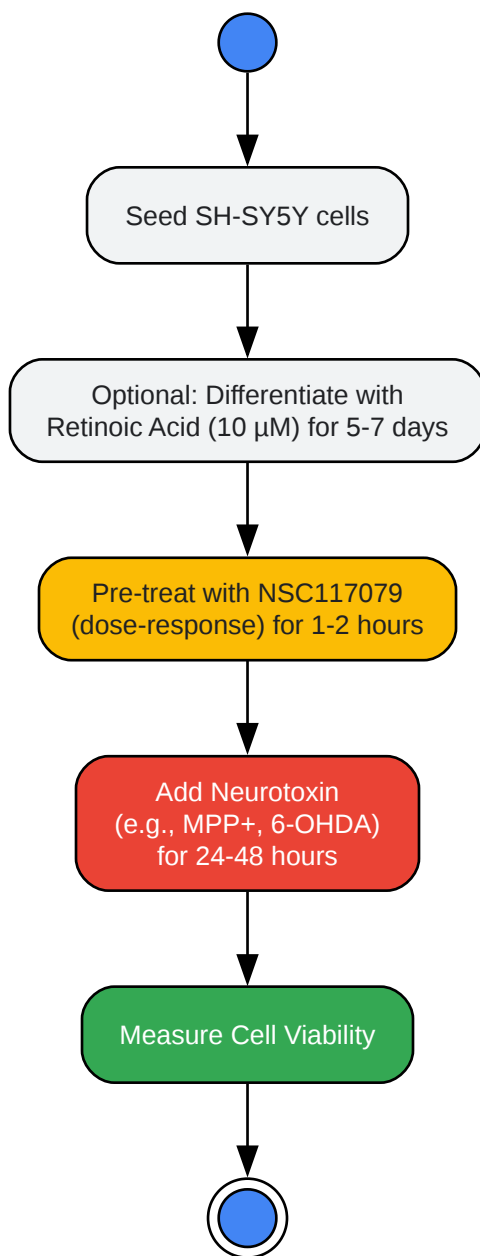 Seed SH-SY5Y cells
Optional: Differentiate with
Retinoic Acid (10 µM) for 5-7 days
Pre-treat with NSC117079
(dose-response) for 1-2 hours
Add Neurotoxin
(e.g., MPP+, 6-OHDA)
for 24-48 hours
Measure Cell Viability